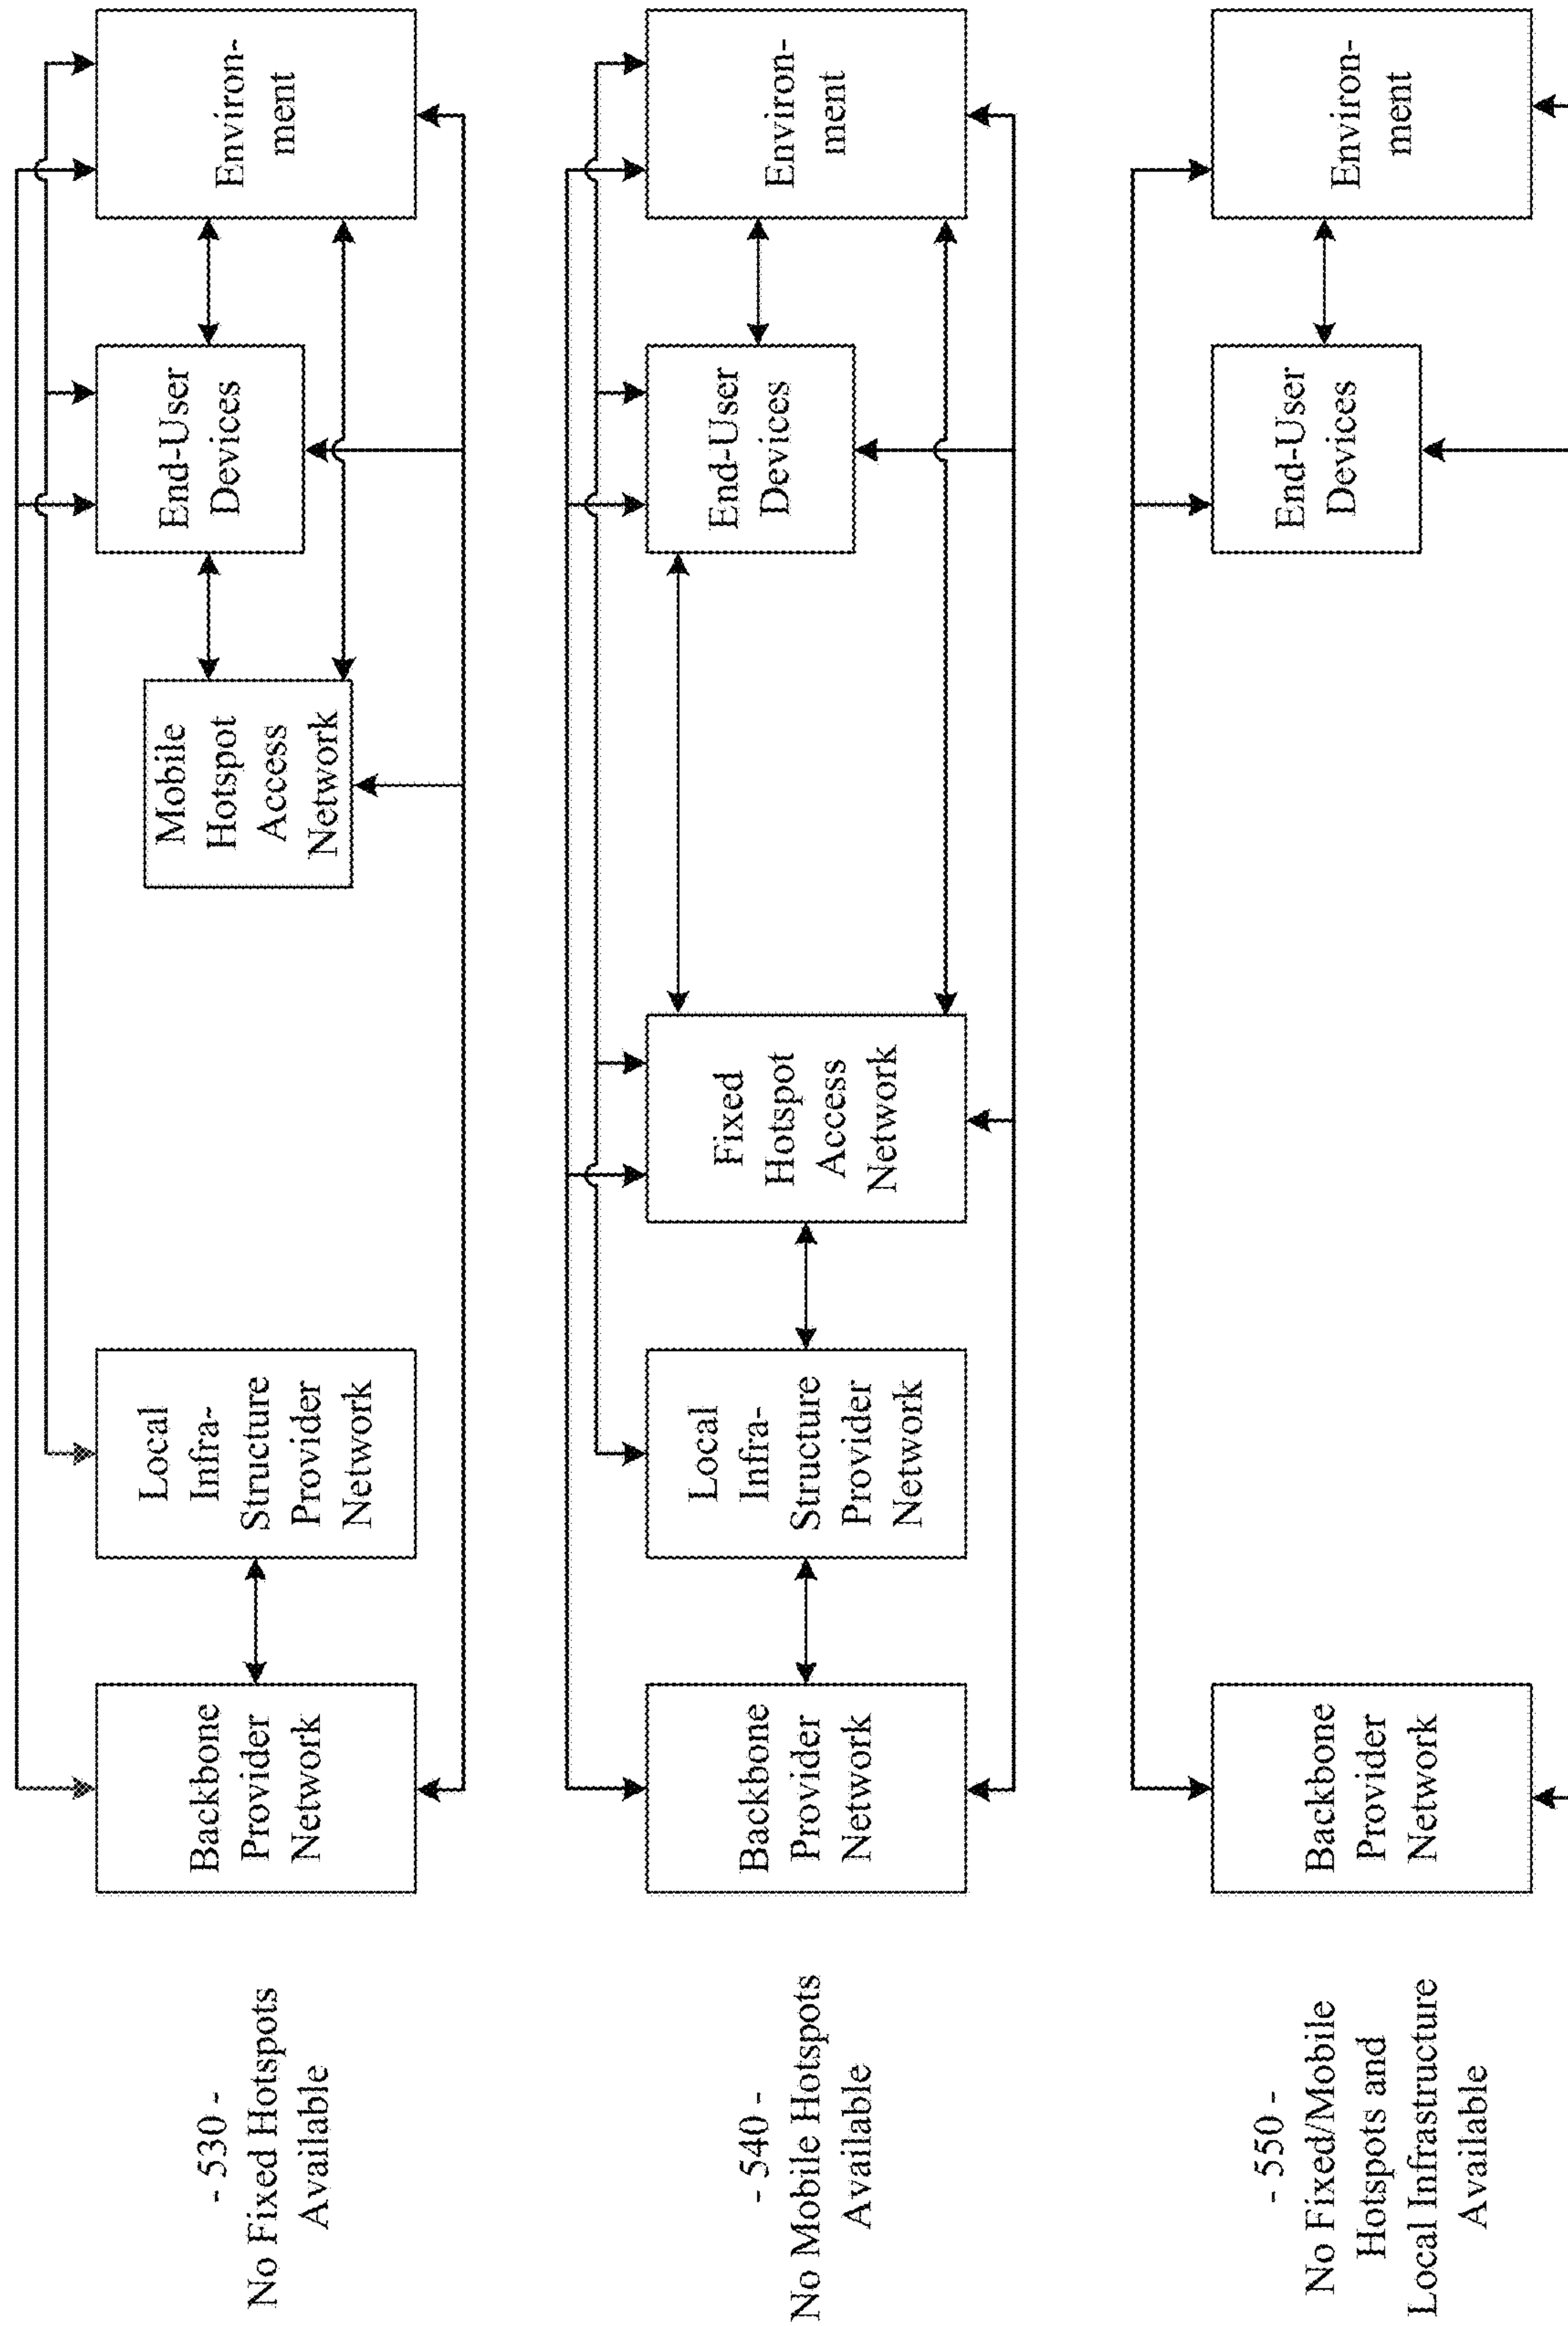 - 530 -
No Fixed Hotspots
Available
Backbone
Provider
Network
Local
Infra-
Structure
Provider
Network
Mobile
Hotspot
Access
Network
End-User
Devices
Environ-
ment
- 540 -
No Mobile Hotspots
Available
Backbone
Provider
Network
Local
Infra-
Structure
Provider
Network
Fixed
Hotspot
Access
Network
End-User
Devices
Environ-
ment
- 550 -
No Fixed/Mobile
Hotspots and
Local Infrastructure
Available
Backbone
Provider
Network
End-User
Devices
Environ-
ment